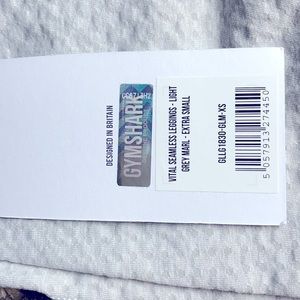 DESIGNED IN BRITAIN
GYMSHARK
VITAL SEAMLESS LEGGINGS - LIGHT
GREY MARL - EXTRA SMALL
GLLG1830-GLM-XS
5 057913 274450